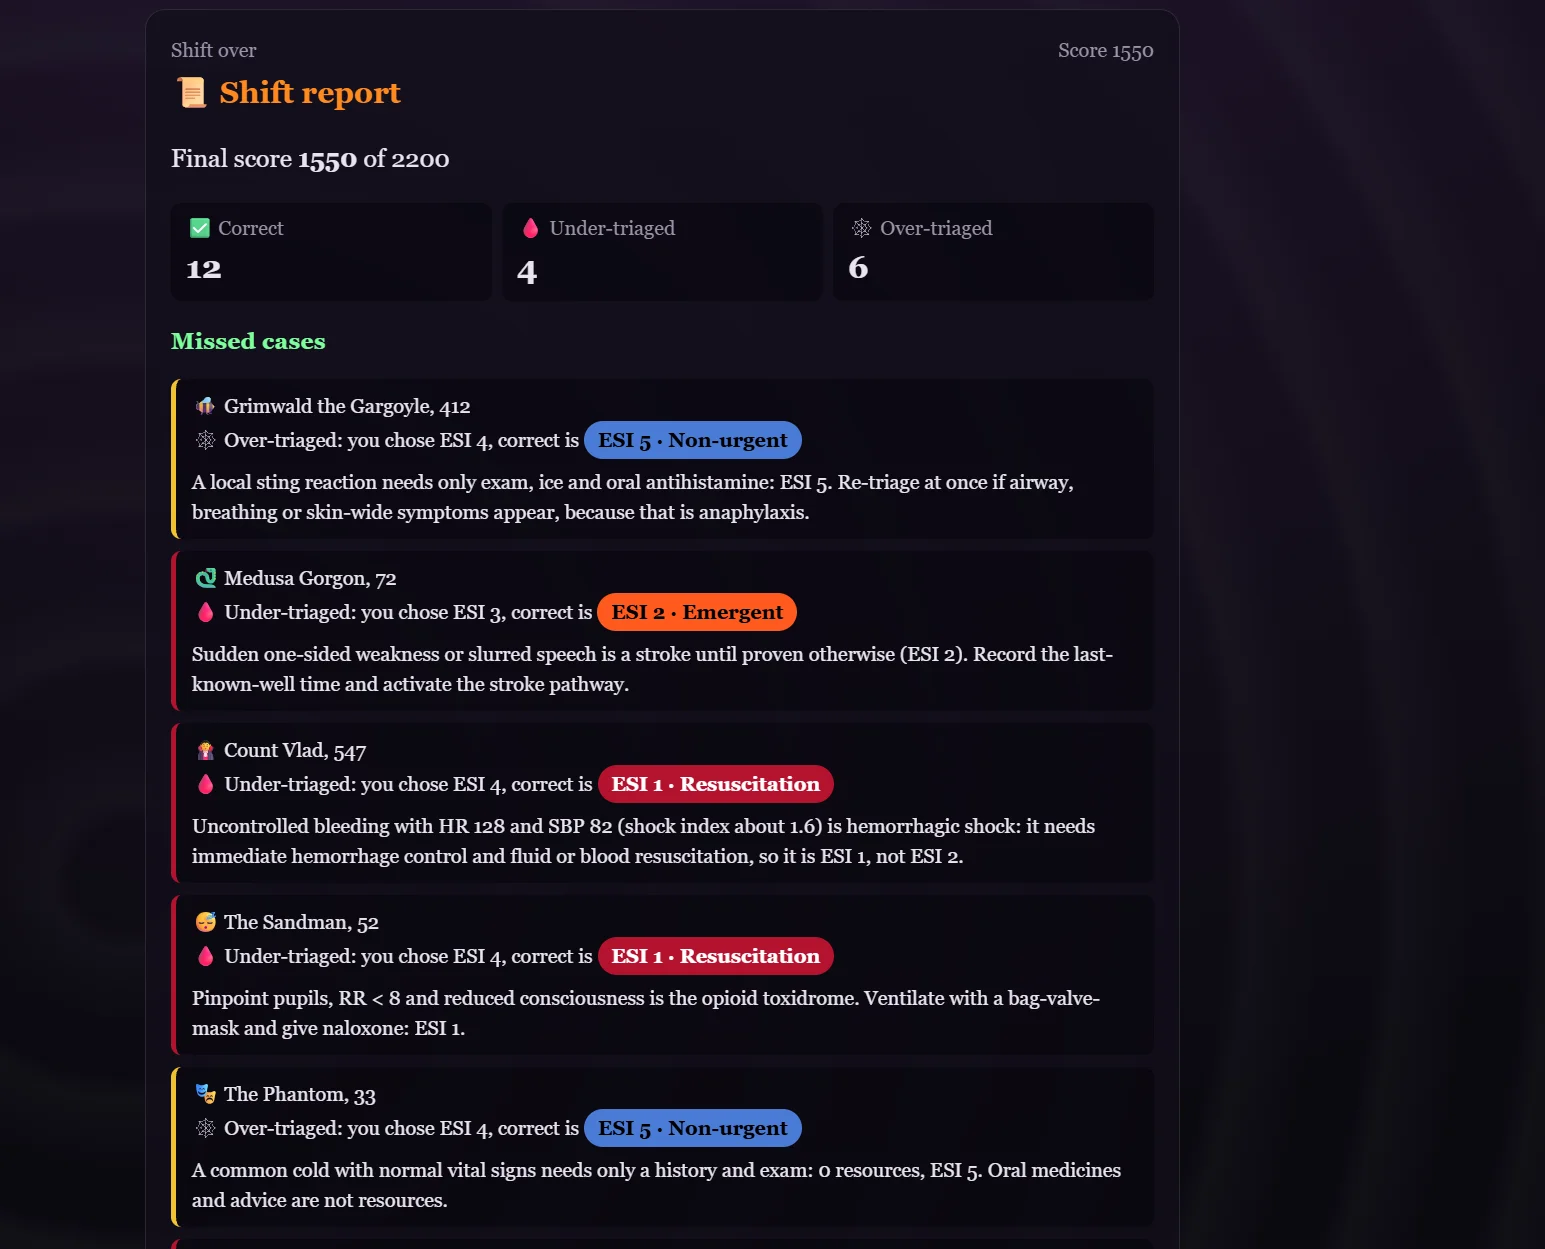 Shift over
Score 1550
Shift report
Final score 1550 of 2200
Correct
12
Under-triaged
4
Over-triaged
6
Missed cases
Grimwald the Gargoyle, 412
Over-triaged: you chose ESI 4, correct is ESI 5 · Non-urgent
A local sting reaction needs only exam, ice and oral antihistamine: ESI 5. Re-triage at once if airway,
breathing or skin-wide symptoms appear, because that is anaphylaxis.
Medusa Gorgon, 72
Under-triaged: you chose ESI 3, correct is ESI 2 · Emergent
Sudden one-sided weakness or slurred speech is a stroke until proven otherwise (ESI 2). Record the last-
known-well time and activate the stroke pathway.
Count Vlad, 547
Under-triaged: you chose ESI 4, correct is ESI 1 · Resuscitation
Uncontrolled bleeding with HR 128 and SBP 82 (shock index about 1.6) is hemorrhagic shock: it needs
immediate hemorrhage control and fluid or blood resuscitation, so it is ESI 1, not ESI 2.
The Sandman, 52
Under-triaged: you chose ESI 4, correct is ESI 1 · Resuscitation
Pinpoint pupils, RR < 8 and reduced consciousness is the opioid toxidrome. Ventilate with a bag-valve-
mask and give naloxone: ESI 1.
The Phantom, 33
Over-triaged: you chose ESI 4, correct is ESI 5 · Non-urgent
A common cold with normal vital signs needs only a history and exam: 0 resources, ESI 5. Oral medicines
and advice are not resources.